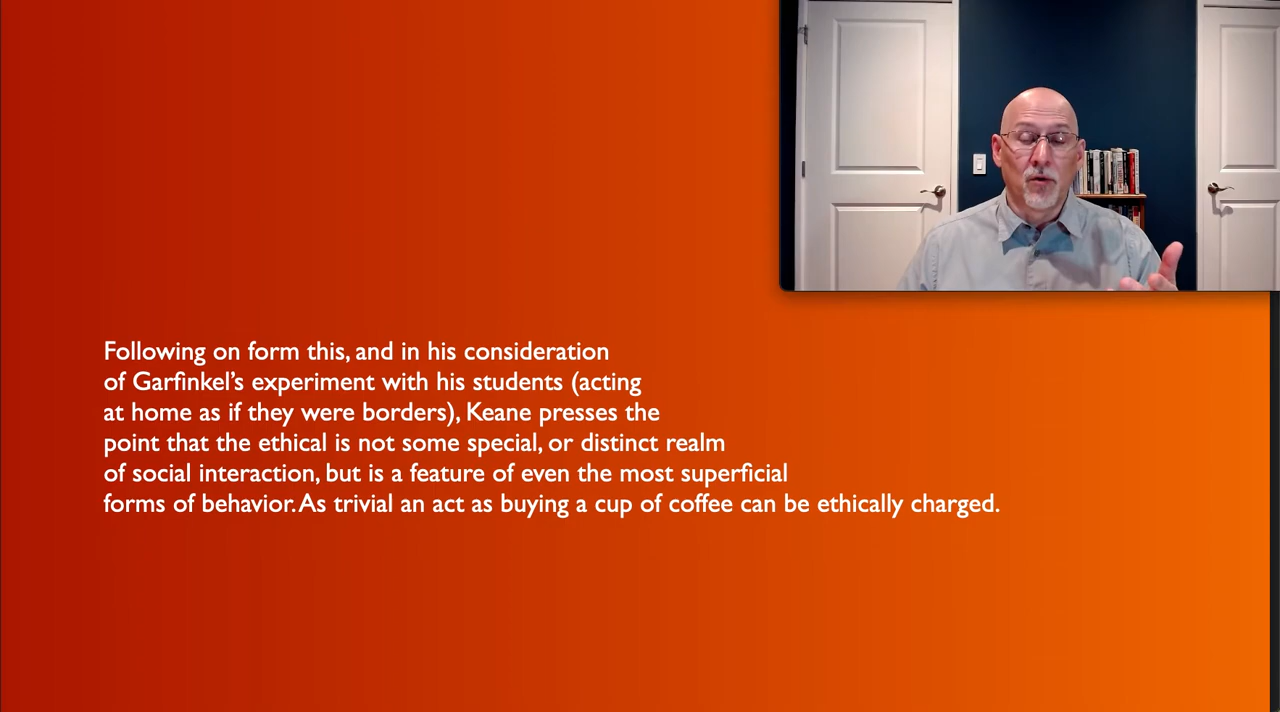 Following on form this, and in his consideration
of Garfinkel’s experiment with his students (acting
at home as if they were borders), Keane presses the
point that the ethical is not some special, or distinct realm
of social interaction, but is a feature of even the most superficial
forms of behavior. As trivial an act as buying a cup of coffee can be ethically charged.